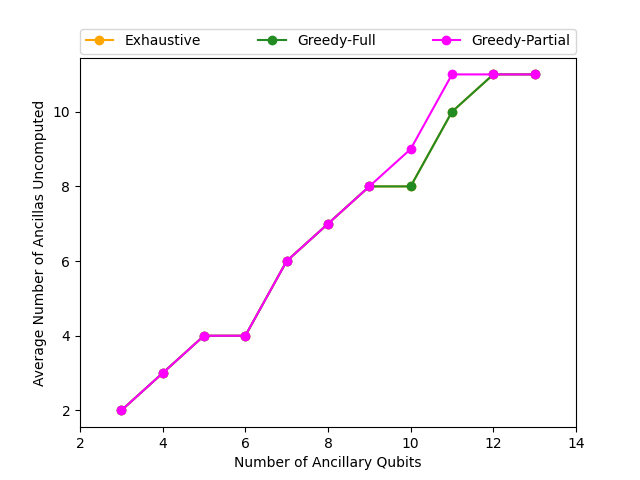 Exhaustive Greedy-Full Greedy-Partial
Average Number of Ancillas Uncomputed
10
8
6
4
2
2 4 6 8 10 12 14
Number of Ancillary Qubits